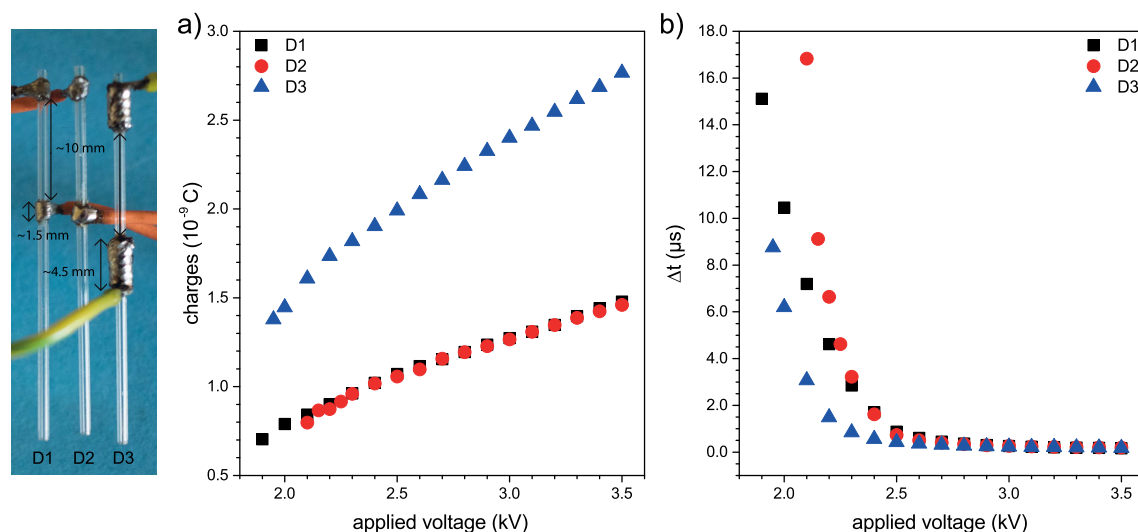 ~10 mm
~1.5 mm
~4.5 mm
D1 D2 D3
a)
D1
D2
D3
3.0
2.5
2.0
1.5
1.0
0.5
charges (10⁻⁹ C)
2.0 2.5 3.0 3.5
applied voltage (kV)
b)
D1
D2
D3
18.0
16.0
14.0
12.0
10.0
8.0
6.0
4.0
2.0
0.0
Δt (μs)
2.0 2.5 3.0 3.5
applied voltage (kV)